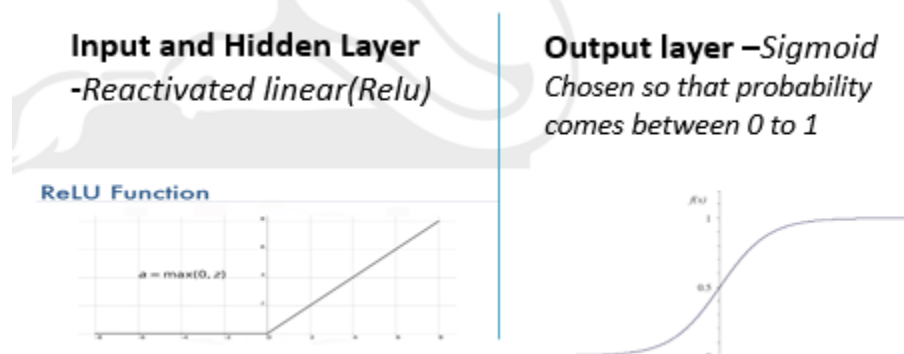 Input and Hidden Layer
-Reactivated linear(Relu)
Output layer –Sigmoid
Chosen so that probability
comes between 0 to 1
ReLU Function
a = max(0, z)
f(x)
1
0.5